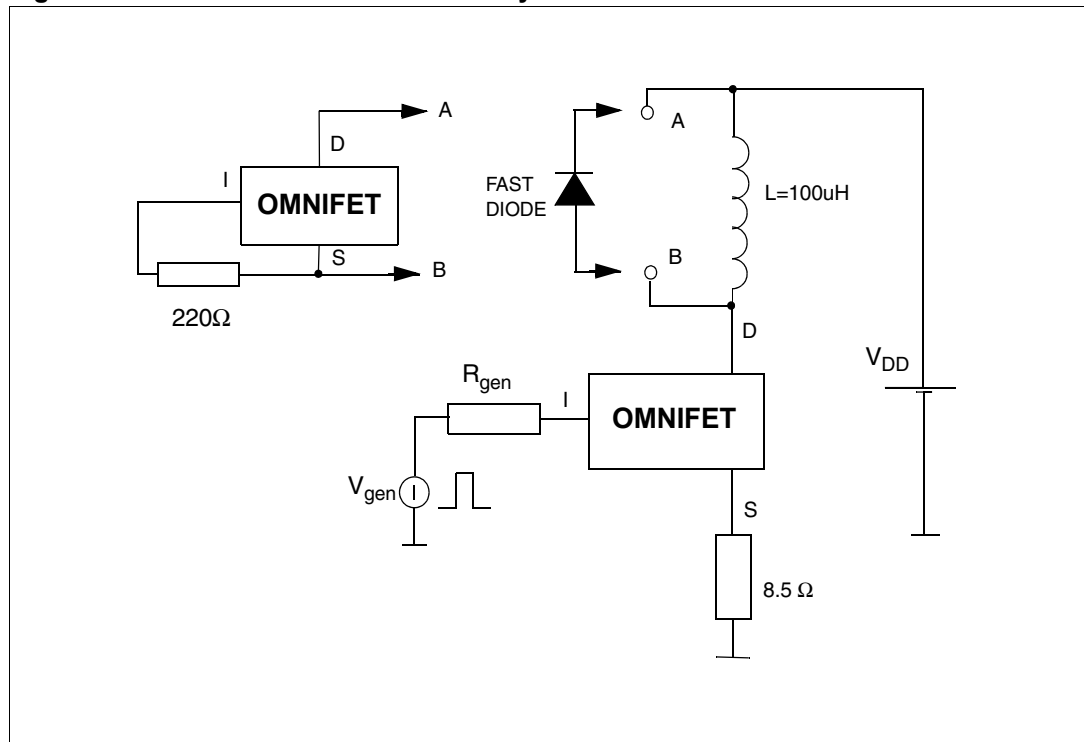 A
D
I
OMNIFET
S
B
220Ω
A
FAST
DIODE
L=100uH
B
D
V_DD
R_gen
I
OMNIFET
V_gen
S
8.5 Ω